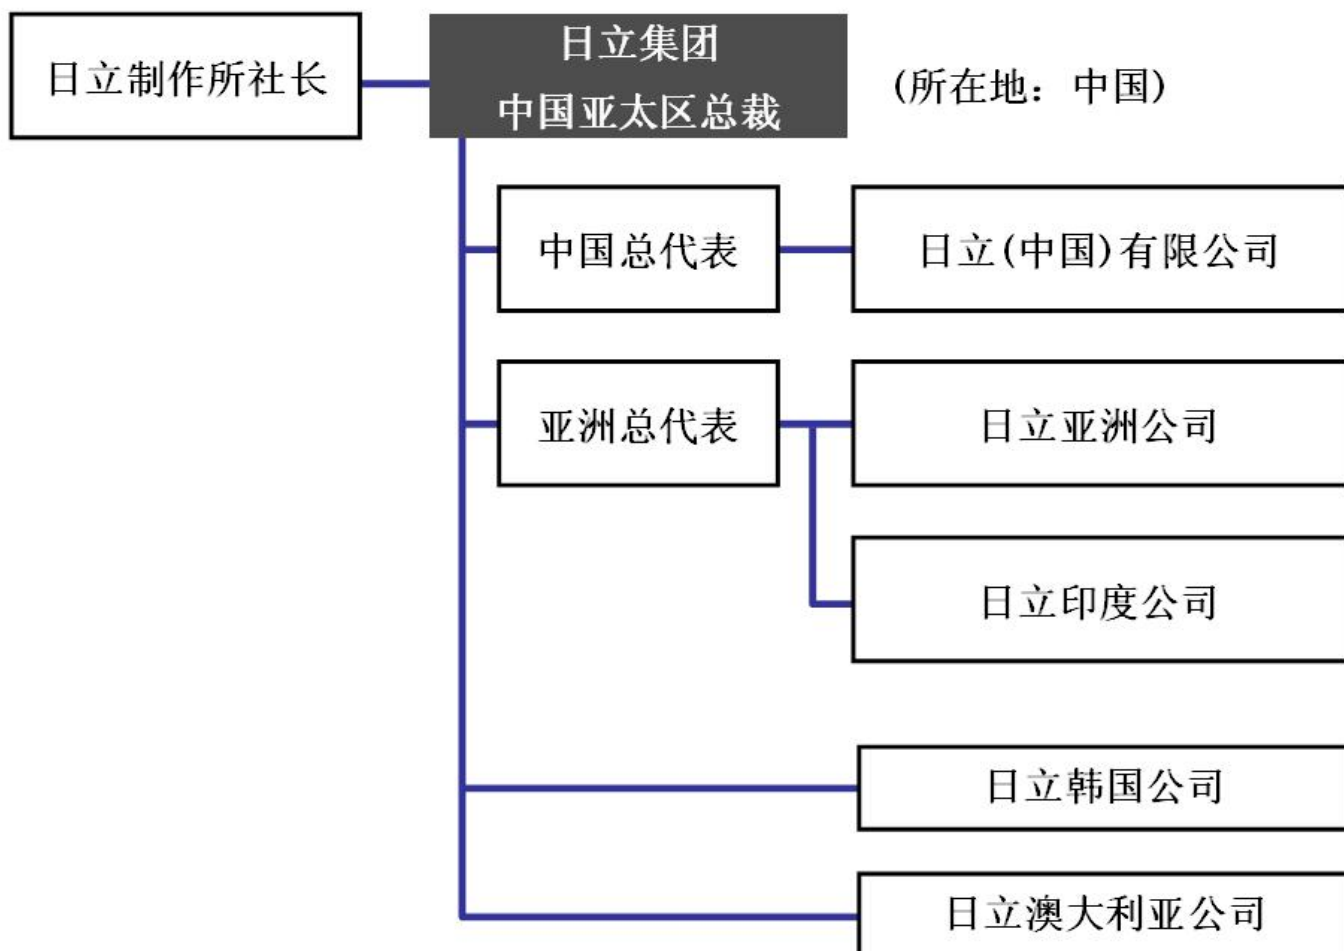 日立制作所社长
日立集团
中国亚太区总裁
(所在地：中国)
中国总代表
日立(中国)有限公司
亚洲总代表
日立亚洲公司
日立印度公司
日立韩国公司
日立澳大利亚公司